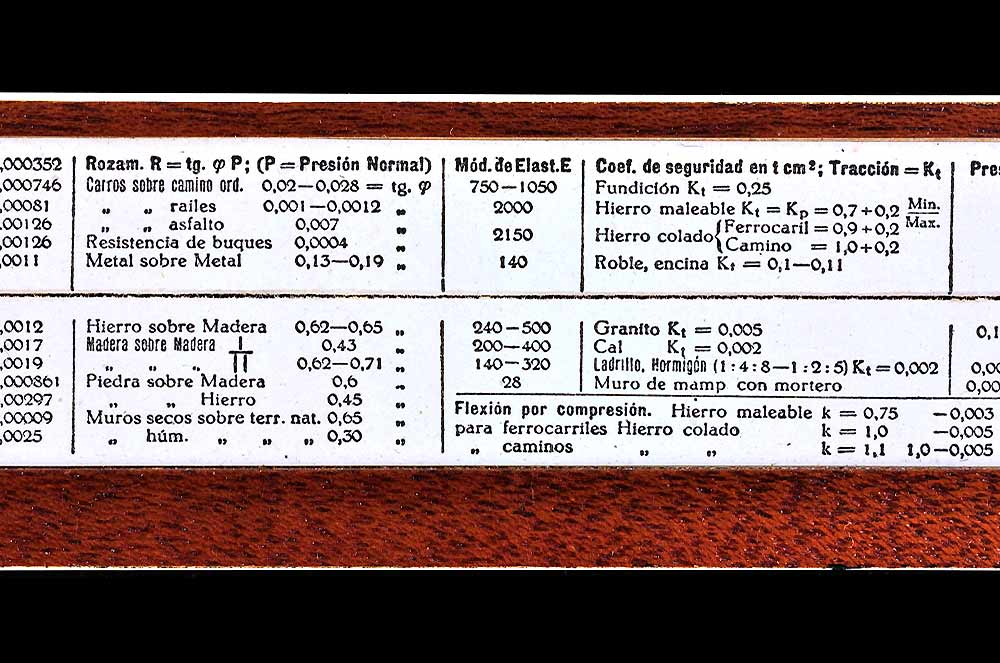 ,000352 Rozam. R = tg. φ P; (P = Presión Normal) Mód. de Elast. E Coef. de seguridad en t cm²; Tracción = Kt Pres
,000746 Carros sobre camino ord. 0,02—0,028 = tg. φ 750—1050 Fundición Kt = 0,25
,00081 „ „ railes 0,001—0,0012 „ 2000 Hierro maleable Kt = Kp = 0,7+0,2 Min. Max.
,00126 „ „ asfalto 0,007 „ 2150 Hierro colado { Ferrocaril = 0,9+0,2
,00126 Resistencia de buques 0,0004 „ Camino = 1,0+0,2
,0011 Metal sobre Metal 0,13—0,19 „ 140 Roble, encina Kt = 0,1—0,11
,0012 Hierro sobre Madera 0,62—0,65 „ 240—500 Granito Kt = 0,005 0,1
,0017 Madera sobre Madera ⊥ 0,43 „ 200—400 Cal Kt = 0,002
,0019 „ „ „ || 0,62—0,71 „ 140—320 Ladrillo, Hormigón (1:4:8—1:2:5) Kt = 0,002 0,00
,000861 Piedra sobre Madera 0,6 „ 28 Muro de mamp con mortero 0,00
,00297 „ „ Hierro 0,45 „ Flexión por compresión. Hierro maleable k = 0,75 —0,003
,00009 Muros secos sobre terr. nat. 0,65 „ para ferrocarriles Hierro colado k = 1,0 —0,005
,0025 „ húm. „ „ „ 0,30 „ „ caminos „ „ k = 1,1 1,0—0,005